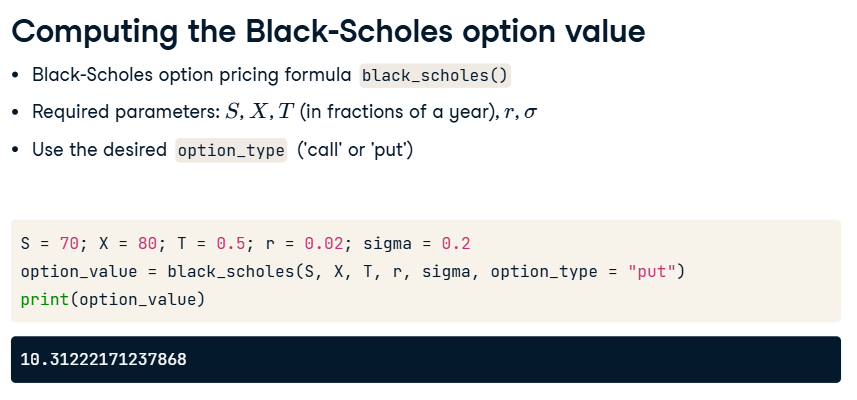 Computing the Black-Scholes option value
• Black-Scholes option pricing formula black_scholes()
• Required parameters: S, X, T (in fractions of a year), r, σ
• Use the desired option_type ('call' or 'put')
S = 70; X = 80; T = 0.5; r = 0.02; sigma = 0.2
option_value = black_scholes(S, X, T, r, sigma, option_type = "put")
print(option_value)
10.31222171237868